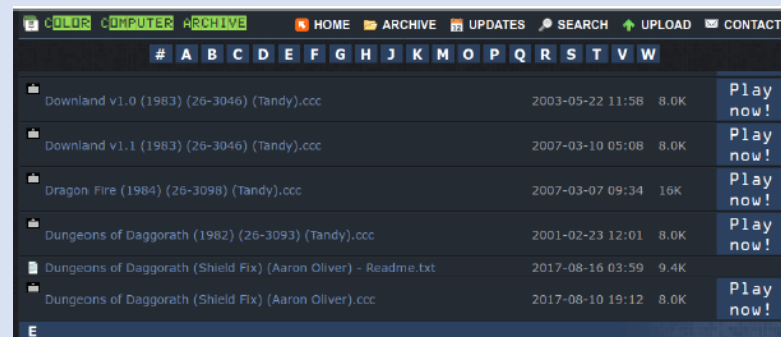 COLOR COMPUTER ARCHIVE HOME ARCHIVE UPDATES SEARCH UPLOAD CONTACT
# A B C D E F G H J K M O P Q R S T V W
Downland v1.0 (1983) (26-3046) (Tandy).ccc 2003-05-22 11:58 8.0K Play now!
Downland v1.1 (1983) (26-3046) (Tandy).ccc 2007-03-10 05:08 8.0K Play now!
Dragon Fire (1984) (26-3098) (Tandy).ccc 2007-03-07 09:34 16K Play now!
Dungeons of Daggorath (1982) (26-3093) (Tandy).ccc 2001-02-23 12:01 8.0K Play now!
Dungeons of Daggorath (Shield Fix) (Aaron Oliver) - Readme.txt 2017-08-16 03:59 9.4K
Dungeons of Daggorath (Shield Fix) (Aaron Oliver).ccc 2017-08-10 19:12 8.0K Play now!
E